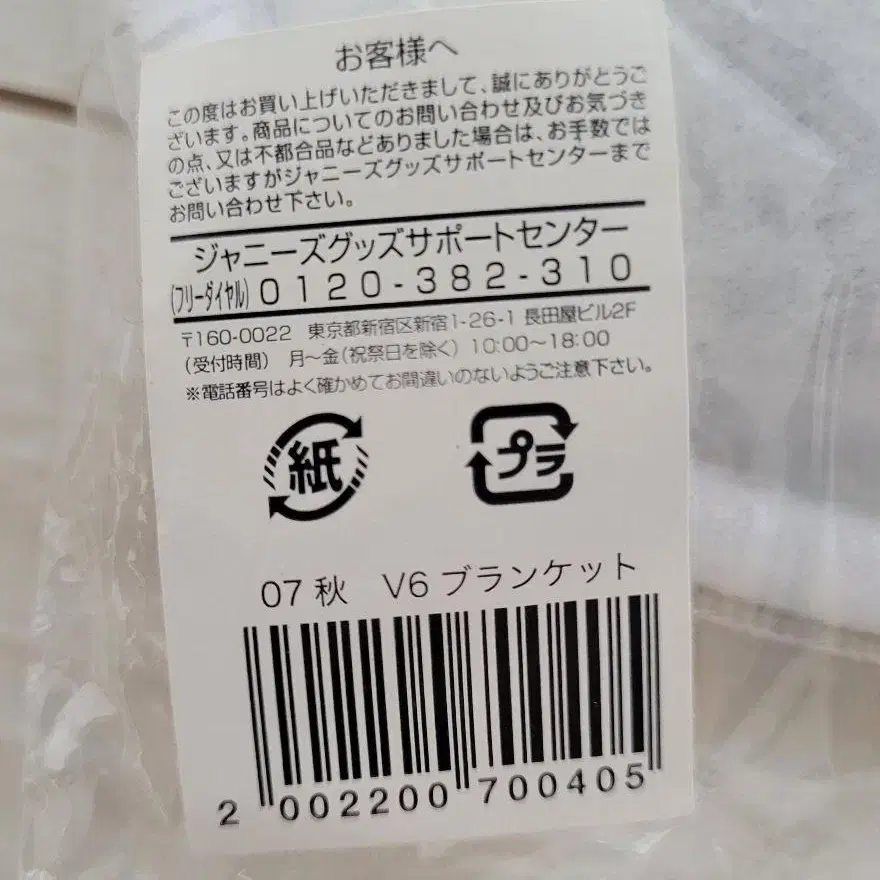 お客様へ
この度はお買い上げいただきまして、誠にありがとうご
ざいます。商品についてのお問い合わせ及びお気づき
の点、又は不都合品などありました場合は、お手数では
ございますがジャニーズグッズサポートセンターまで
お問い合わせ下さい。
ジャニーズグッズサポートセンター
(フリーダイヤル) 0120-382-310
〒160-0022 東京都新宿区新宿1-26-1 長田屋ビル2F
(受付時間) 月～金(祝祭日を除く) 10:00～18:00
※電話番号はよく確かめてお間違いのないようご注意下さい。
紙 プラ
07 秋 V6 ブランケット
2 002200 700405